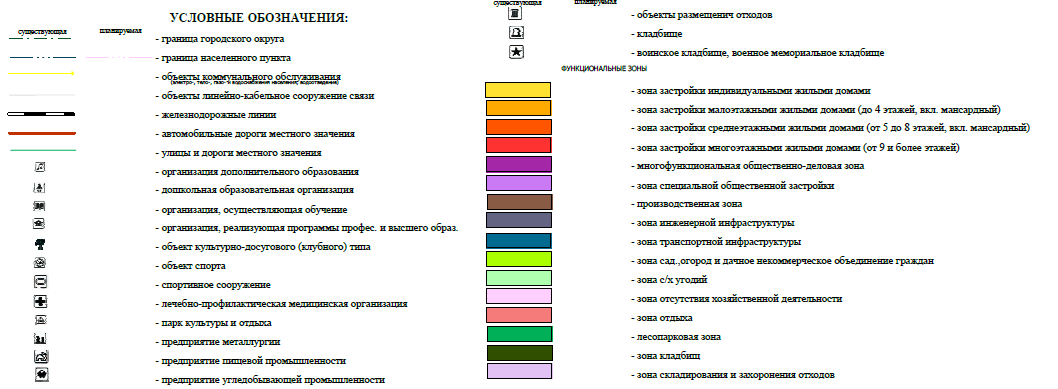 УСЛОВНЫЕ ОБОЗНАЧЕНИЯ:
существующая
планируемая
- граница городского округа
- граница населенного пункта
- объекты коммунального обслуживания
(электро-, тепло-, газо- и водоснабжения населения, водоотведение)
- объекты линейно-кабельное сооружение связи
- железнодорожные линии
- автомобильные дороги местного значения
- улицы и дороги местного значения
- организация дополнительного образования
- дошкольная образовательная организация
- организация, осуществляющая обучение
- организация, реализующая программы профес. и высшего образ.
- объект культурно-досугового (клубного) типа
- объект спорта
- спортивное сооружение
- лечебно-профилактическая медицинская организация
- парк культуры и отдыха
- предприятие металлургии
- предприятие пищевой промышленности
- предприятие угледобывающей промышленности
существующая
планируемая
- объекты размещенич отходов
- кладбище
- воинское кладбище, военное мемориальное кладбище
ФУНКЦИОНАЛЬНЫЕ ЗОНЫ
- зона застройки индивидуальными жилыми домами
- зона застройки малоэтажными жилыми домами (до 4 этажей, вкл. мансардный)
- зона застройки среднеэтажными жилыми домами (от 5 до 8 этажей, вкл. мансардный)
- зона застройки многоэтажными жилыми домами (от 9 и более этажей)
- многофункциональная общественно-деловая зона
- зона специальной общественной застройки
- производственная зона
- зона инженерной инфраструктуры
- зона транспортной инфраструктуры
- зона сад.,огород и дачное некоммерческое объединение граждан
- зона с/х угодий
- зона отсутствия хозяйственной деятельности
- зона отдыха
- лесопарковая зона
- зона кладбищ
- зона складирования и захоронения отходов